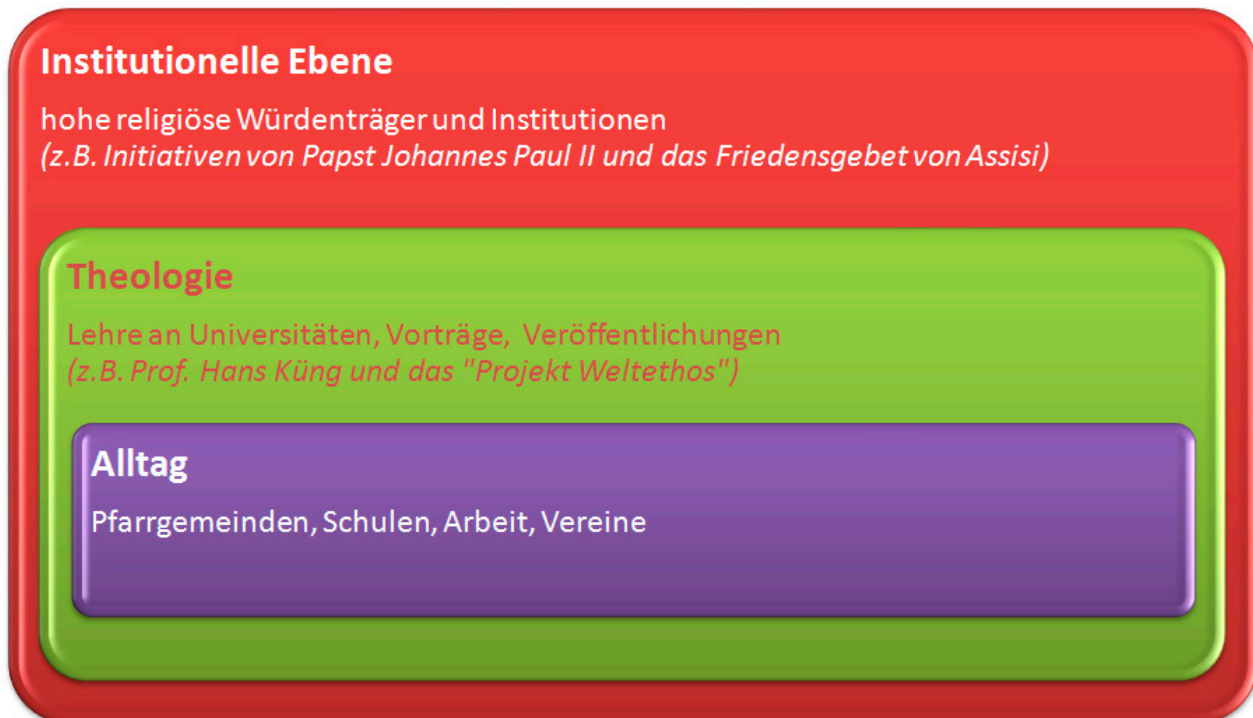 Institutionelle Ebene
hohe religiöse Würdenträger und Institutionen
(z.B. Initiativen von Papst Johannes Paul II und das Friedensgebet von Assisi)
Theologie
Lehre an Universitäten, Vorträge, Veröffentlichungen
(z.B. Prof. Hans Küng und das "Projekt Weltethos")
Alltag
Pfarrgemeinden, Schulen, Arbeit, Vereine